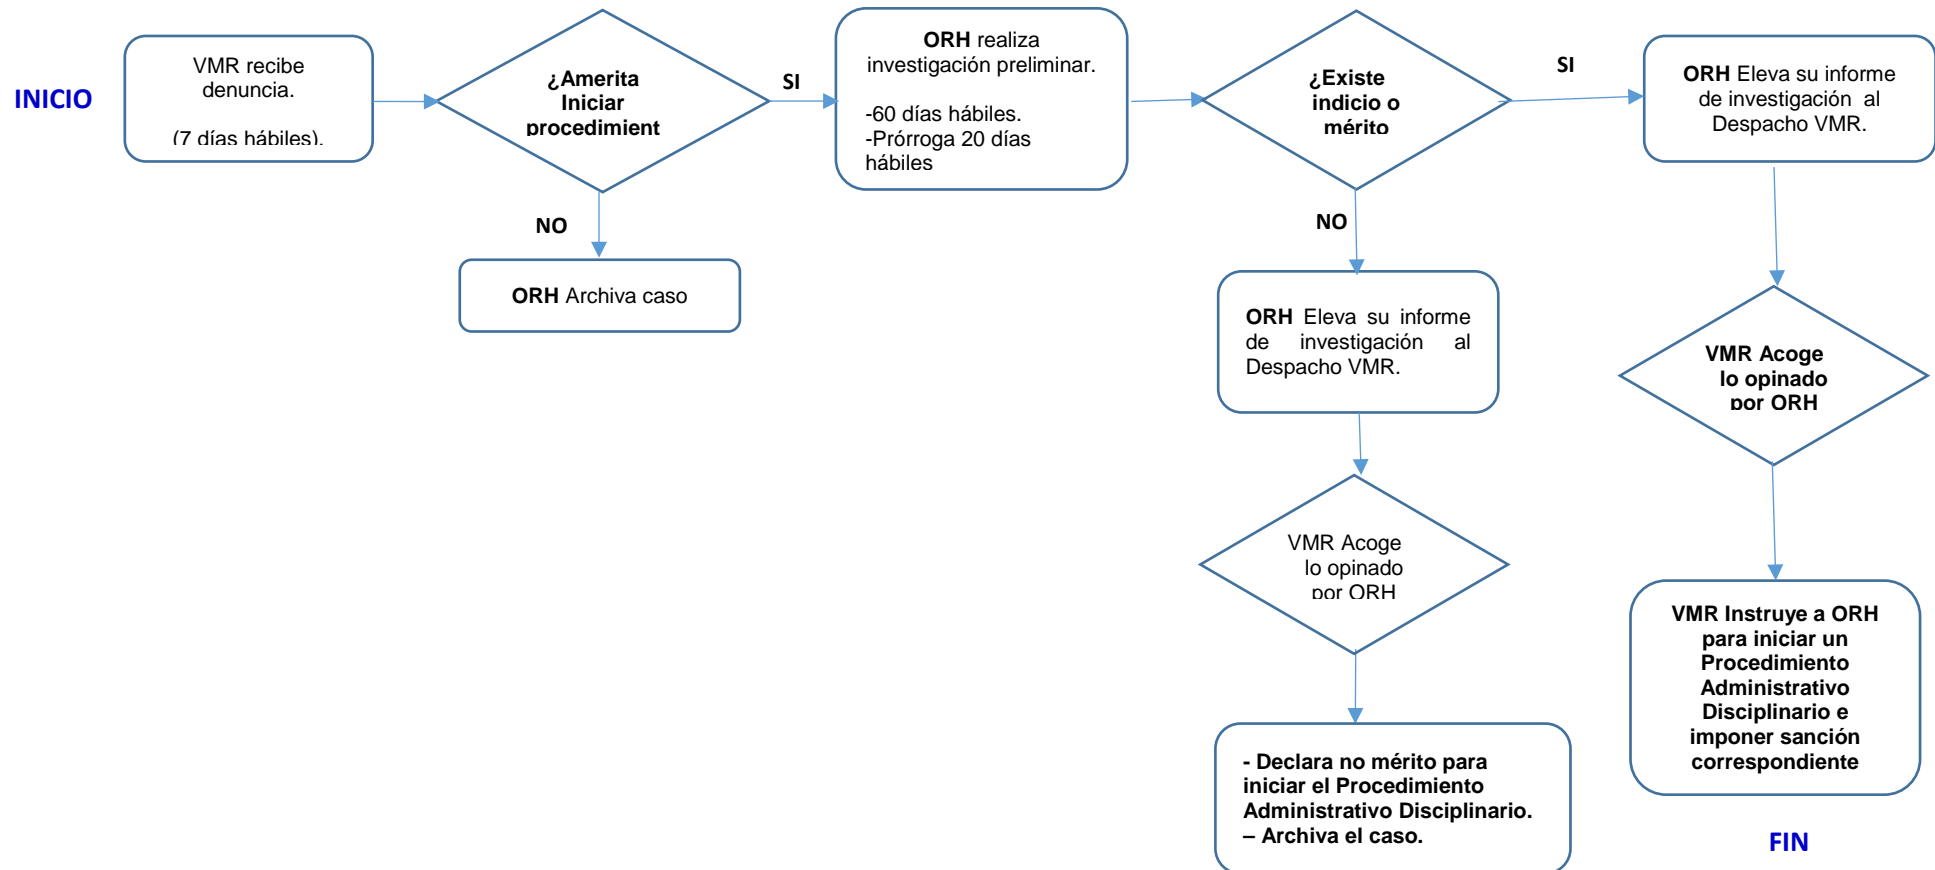 INICIO
VMR recibe
denuncia.
(7 días hábiles).
¿Amerita
Iniciar
procedimient
SI
NO
ORH Archiva caso
ORH realiza
investigación preliminar.
-60 días hábiles.
-Prórroga 20 días
hábiles
¿Existe
indicio o
mérito
SI
NO
ORH Eleva su informe
de investigación al
Despacho VMR.
VMR Acoge
lo opinado
por ORH
- Declara no mérito para
iniciar el Procedimiento
Administrativo Disciplinario.
– Archiva el caso.
ORH Eleva su informe
de investigación al
Despacho VMR.
VMR Acoge
lo opinado
por ORH
VMR Instruye a ORH
para iniciar un
Procedimiento
Administrativo
Disciplinario e
imponer sanción
correspondiente
FIN